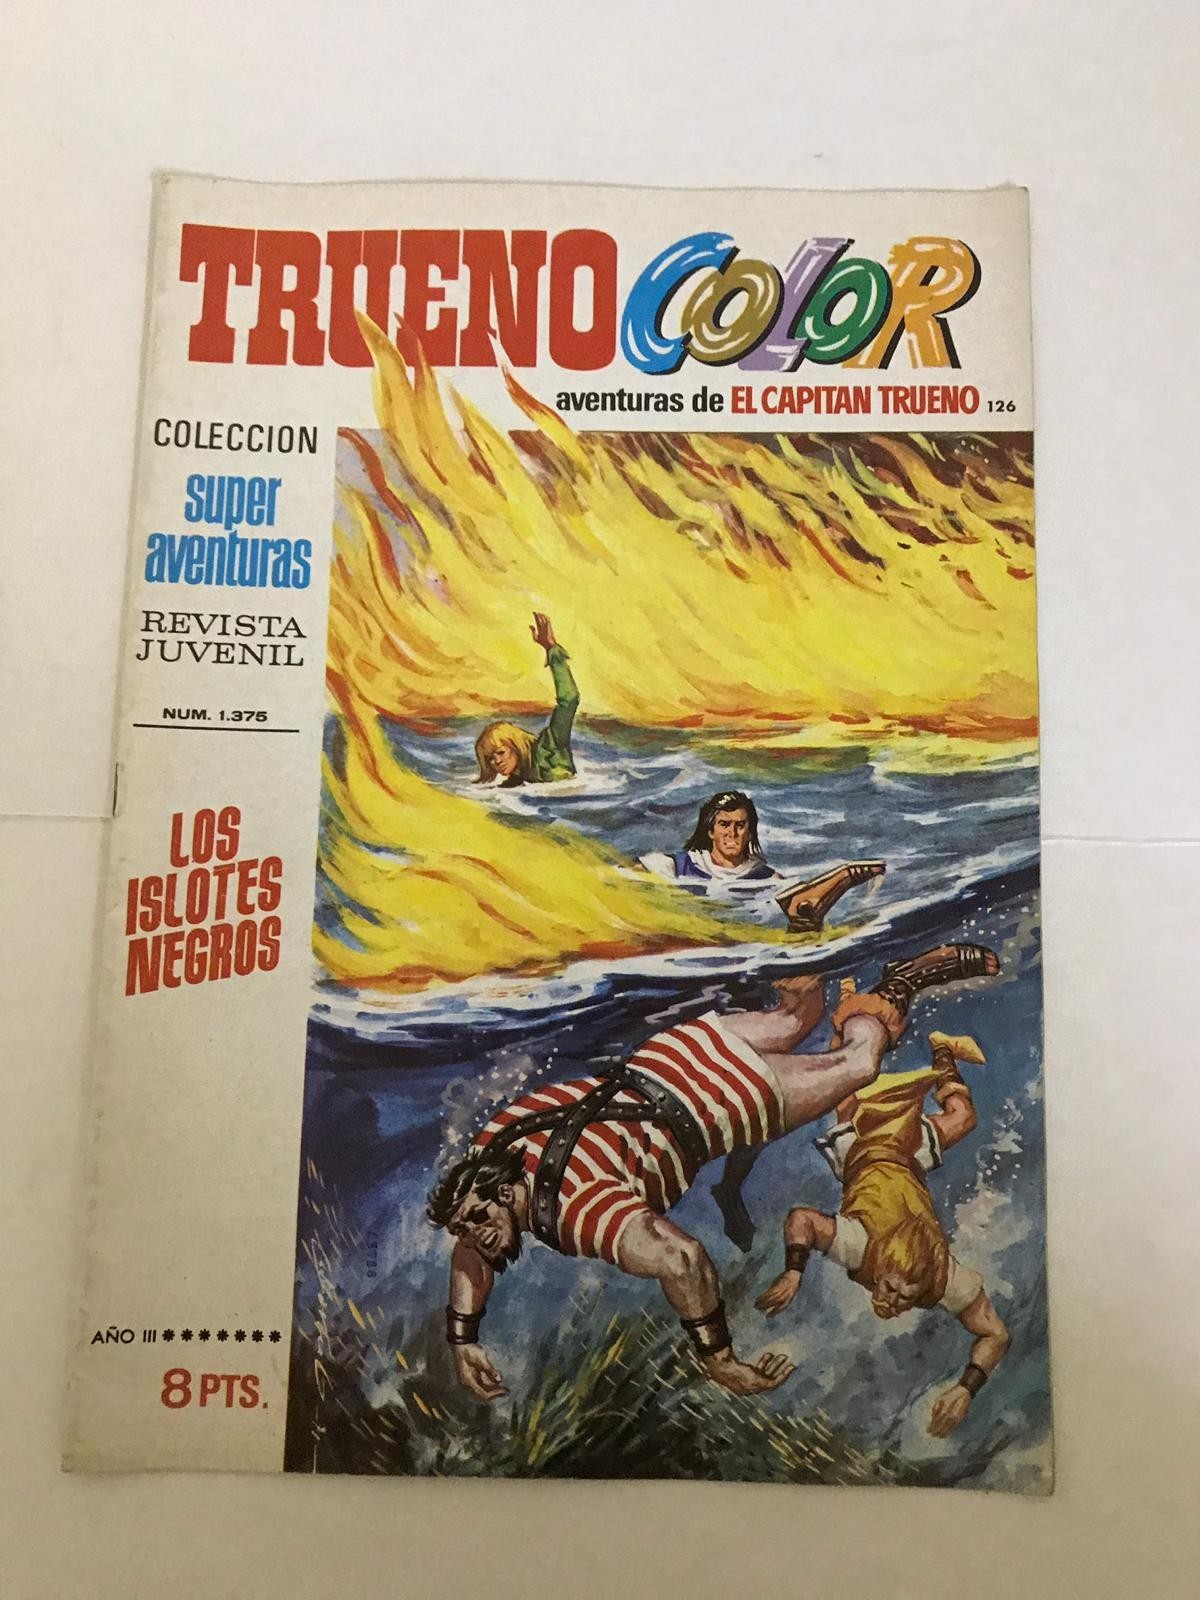 TRUENO COLOR
aventuras de EL CAPITAN TRUENO 126
COLECCION
super
aventuras
REVISTA
JUVENIL
NUM. 1.375
LOS
ISLOTES
NEGROS
AÑO III *******
8 PTS.